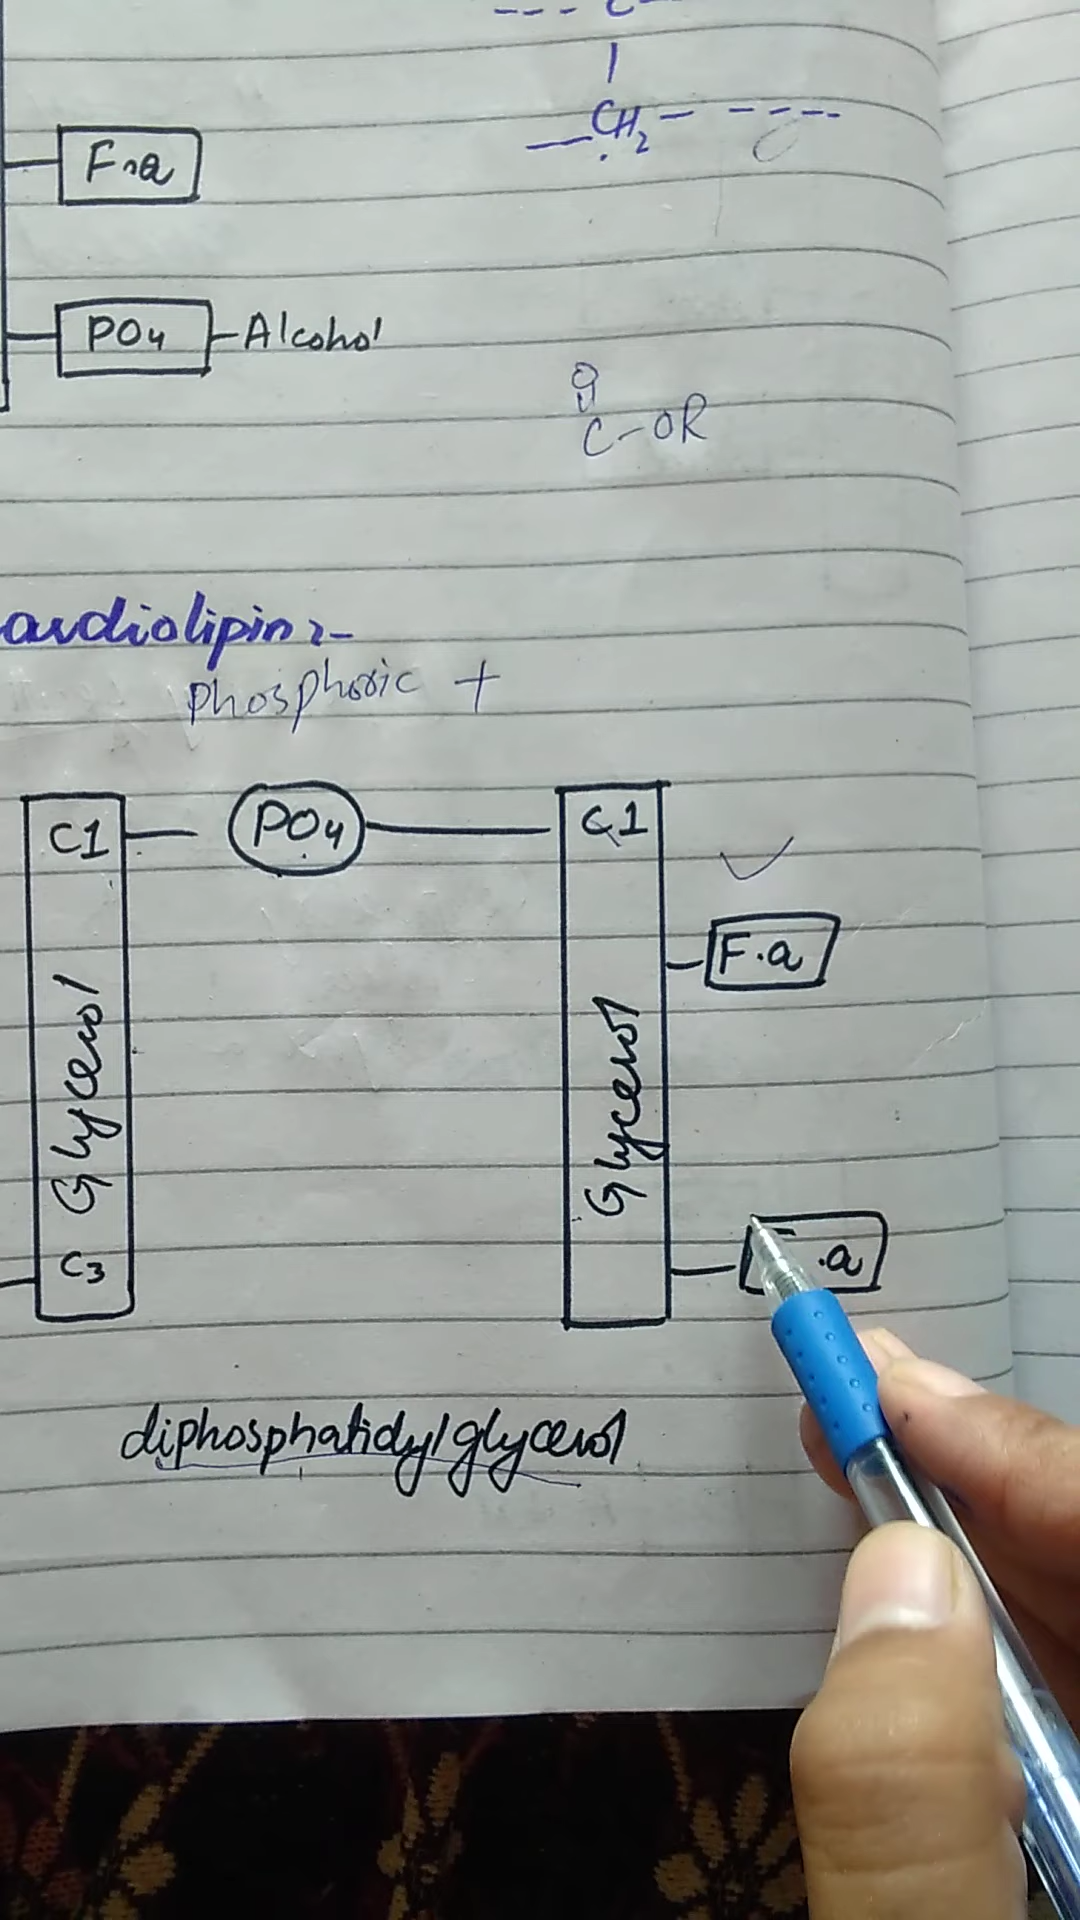 C
CH2
F.a
PO4 - Alcohol
O
C-OR
ardiolipin :-
phosphoric +
C1
PO4
C1
F.a
Glycerol
Glycerol
C3
.a
diphosphatidylglycerol